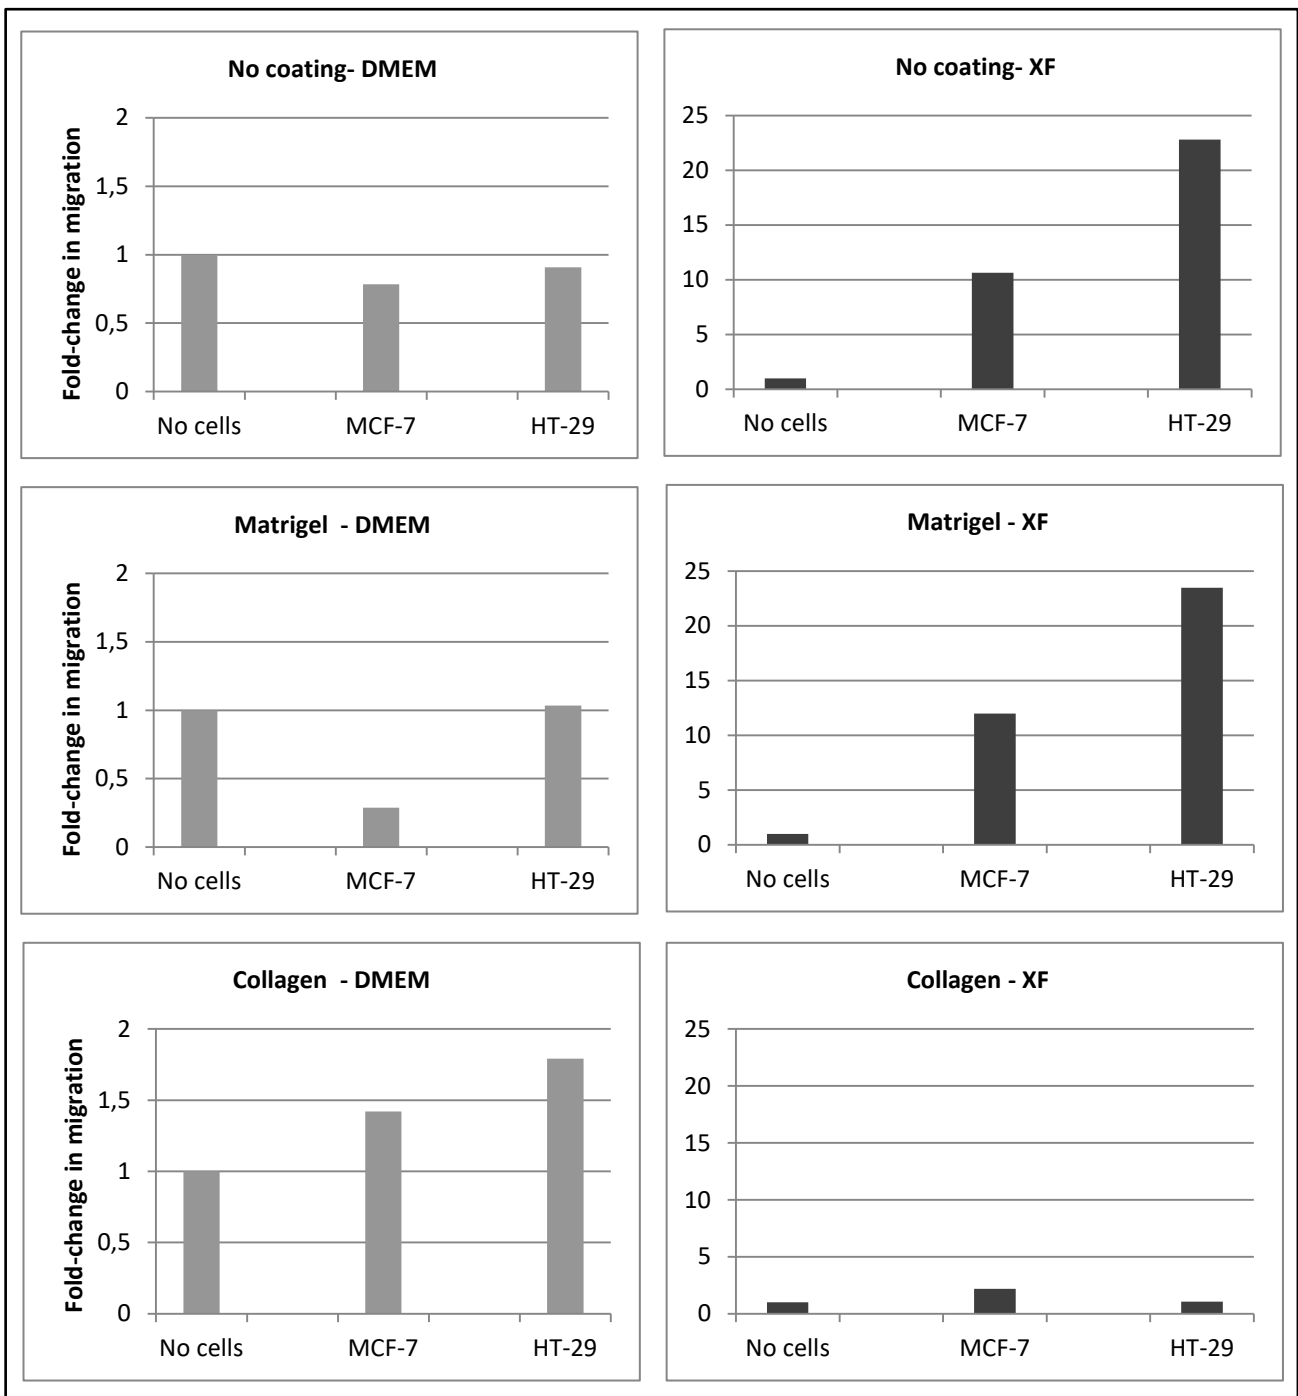 No coating- DMEM
Fold-change in migration
2
1,5
1
0,5
0
No cells MCF-7 HT-29
No coating- XF
25
20
15
10
5
0
No cells MCF-7 HT-29
Matrigel - DMEM
Fold-change in migration
2
1,5
1
0,5
0
No cells MCF-7 HT-29
Matrigel - XF
25
20
15
10
5
0
No cells MCF-7 HT-29
Collagen - DMEM
Fold-change in migration
2
1,5
1
0,5
0
No cells MCF-7 HT-29
Collagen - XF
25
20
15
10
5
0
No cells MCF-7 HT-29